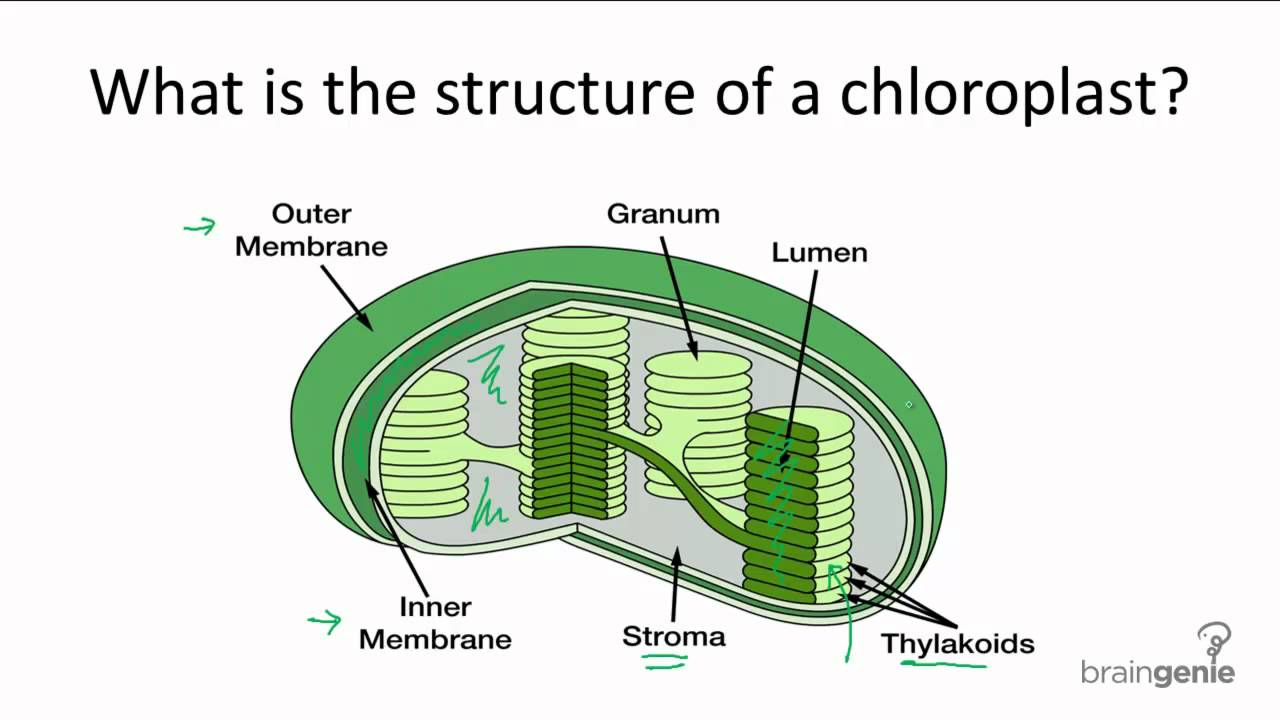 What is the structure of a chloroplast?
Outer
Membrane
Granum
Lumen
Inner
Membrane
Stroma
Thylakoids
braingenie